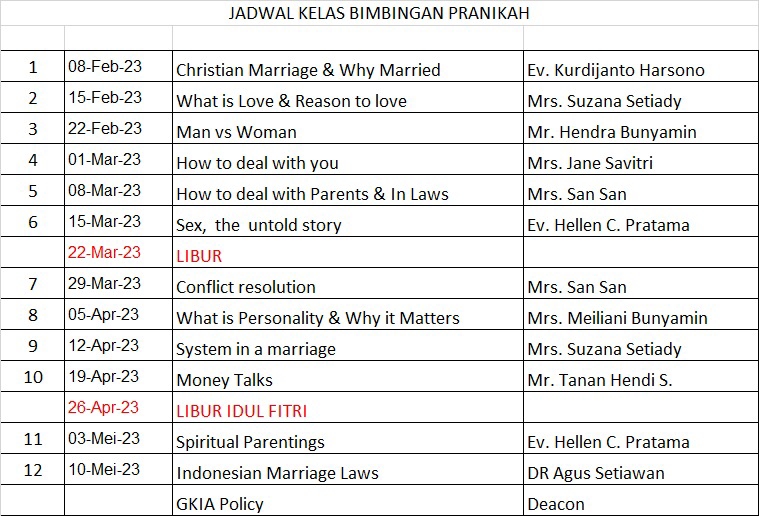 JADWAL KELAS BIMBINGAN PRANIKAH
1 08-Feb-23 Christian Marriage & Why Married Ev. Kurdijanto Harsono
2 15-Feb-23 What is Love & Reason to love Mrs. Suzana Setiady
3 22-Feb-23 Man vs Woman Mr. Hendra Bunyamin
4 01-Mar-23 How to deal with you Mrs. Jane Savitri
5 08-Mar-23 How to deal with Parents & In Laws Mrs. San San
6 15-Mar-23 Sex, the untold story Ev. Hellen C. Pratama
22-Mar-23 LIBUR
7 29-Mar-23 Conflict resolution Mrs. San San
8 05-Apr-23 What is Personality & Why it Matters Mrs. Meiliani Bunyamin
9 12-Apr-23 System in a marriage Mrs. Suzana Setiady
10 19-Apr-23 Money Talks Mr. Tanan Hendi S.
26-Apr-23 LIBUR IDUL FITRI
11 03-Mei-23 Spiritual Parentings Ev. Hellen C. Pratama
12 10-Mei-23 Indonesian Marriage Laws DR Agus Setiawan
GKIA Policy Deacon